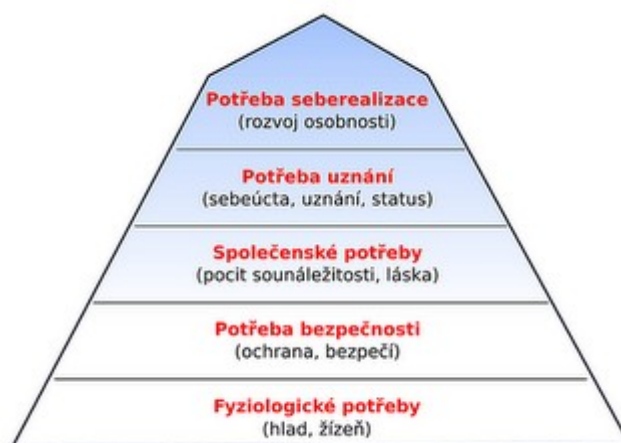 Potřeba seberealizace
(rozvoj osobnosti)
Potřeba uznání
(sebeúcta, uznání, status)
Společenské potřeby
(pocit sounáležitosti, láska)
Potřeba bezpečnosti
(ochrana, bezpečí)
Fyziologické potřeby
(hlad, žízeň)